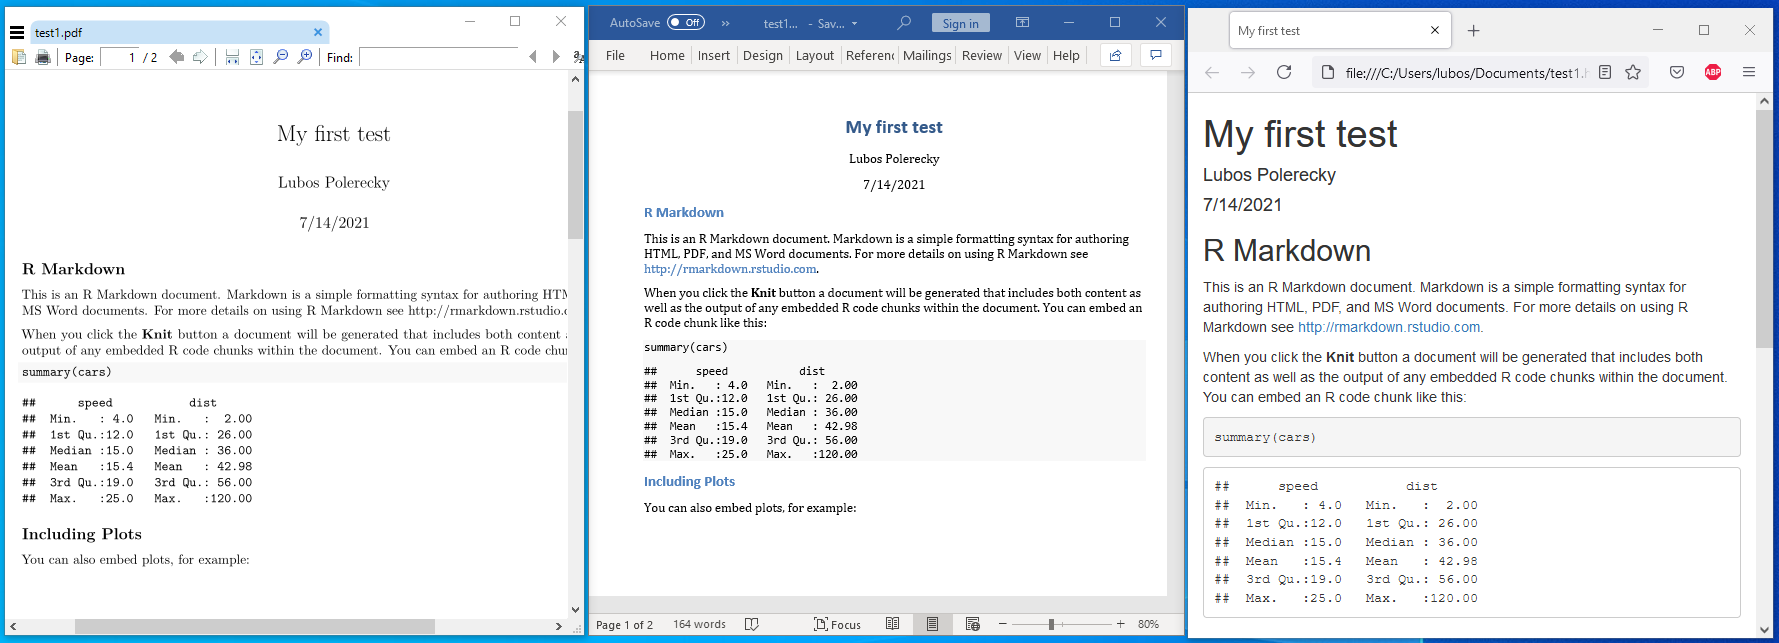 test1.pdf
Page: 1 / 2 Find:
My first test
Lubos Polerecky
7/14/2021
R Markdown
This is an R Markdown document. Markdown is a simple formatting syntax for authoring HTM
MS Word documents. For more details on using R Markdown see http://rmarkdown.rstudio.c
When you click the Knit button a document will be generated that includes both content
output of any embedded R code chunks within the document. You can embed an R code chu
summary(cars)
## speed dist
## Min. : 4.0 Min. : 2.00
## 1st Qu.:12.0 1st Qu.: 26.00
## Median :15.0 Median : 36.00
## Mean :15.4 Mean : 42.98
## 3rd Qu.:19.0 3rd Qu.: 56.00
## Max. :25.0 Max. :120.00
Including Plots
You can also embed plots, for example:
AutoSave Off test1... - Sav... Sign in
File Home Insert Design Layout Referenc Mailings Review View Help
My first test
Lubos Polerecky
7/14/2021
R Markdown
This is an R Markdown document. Markdown is a simple formatting syntax for authoring
HTML, PDF, and MS Word documents. For more details on using R Markdown see
http://rmarkdown.rstudio.com.
When you click the Knit button a document will be generated that includes both content as
well as the output of any embedded R code chunks within the document. You can embed an
R code chunk like this:
summary(cars)
## speed dist
## Min. : 4.0 Min. : 2.00
## 1st Qu.:12.0 1st Qu.: 26.00
## Median :15.0 Median : 36.00
## Mean :15.4 Mean : 42.98
## 3rd Qu.:19.0 3rd Qu.: 56.00
## Max. :25.0 Max. :120.00
Including Plots
You can also embed plots, for example:
Page 1 of 2 164 words Focus 80%
My first test
file:///C:/Users/lubos/Documents/test1.h
ABP
My first test
Lubos Polerecky
7/14/2021
R Markdown
This is an R Markdown document. Markdown is a simple formatting syntax for
authoring HTML, PDF, and MS Word documents. For more details on using R
Markdown see http://rmarkdown.rstudio.com.
When you click the Knit button a document will be generated that includes both
content as well as the output of any embedded R code chunks within the document.
You can embed an R code chunk like this:
summary(cars)
## speed dist
## Min. : 4.0 Min. : 2.00
## 1st Qu.:12.0 1st Qu.: 26.00
## Median :15.0 Median : 36.00
## Mean :15.4 Mean : 42.98
## 3rd Qu.:19.0 3rd Qu.: 56.00
## Max. :25.0 Max. :120.00